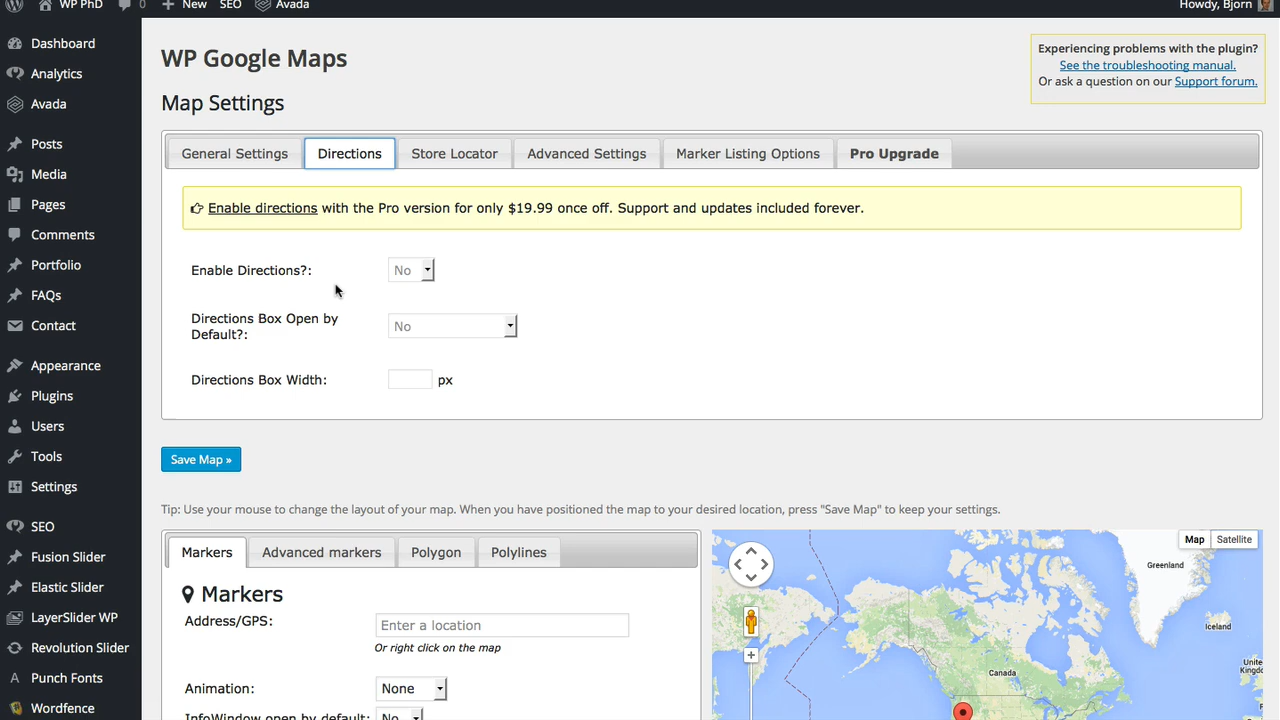 WP PhD
0
New
SEO
Avada
Howdy, Bjorn
Dashboard
Analytics
Avada
Posts
Media
Pages
Comments
Portfolio
FAQs
Contact
Appearance
Plugins
Users
Tools
Settings
SEO
Fusion Slider
Elastic Slider
LayerSlider WP
Revolution Slider
Punch Fonts
Wordfence
WP Google Maps
Experiencing problems with the plugin?
See the troubleshooting manual.
Or ask a question on our Support forum.
Map Settings
General Settings
Directions
Store Locator
Advanced Settings
Marker Listing Options
Pro Upgrade
Enable directions with the Pro version for only $19.99 once off. Support and updates included forever.
Enable Directions?:
No
Directions Box Open by
Default?:
No
Directions Box Width:
px
Save Map »
Tip: Use your mouse to change the layout of your map. When you have positioned the map to your desired location, press "Save Map" to keep your settings.
Markers
Advanced markers
Polygon
Polylines
Markers
Address/GPS:
Enter a location
Or right click on the map
Animation:
None
InfoWindow open by default:
No
Map
Satellite
Greenland
Iceland
Canada
United
Kingdo